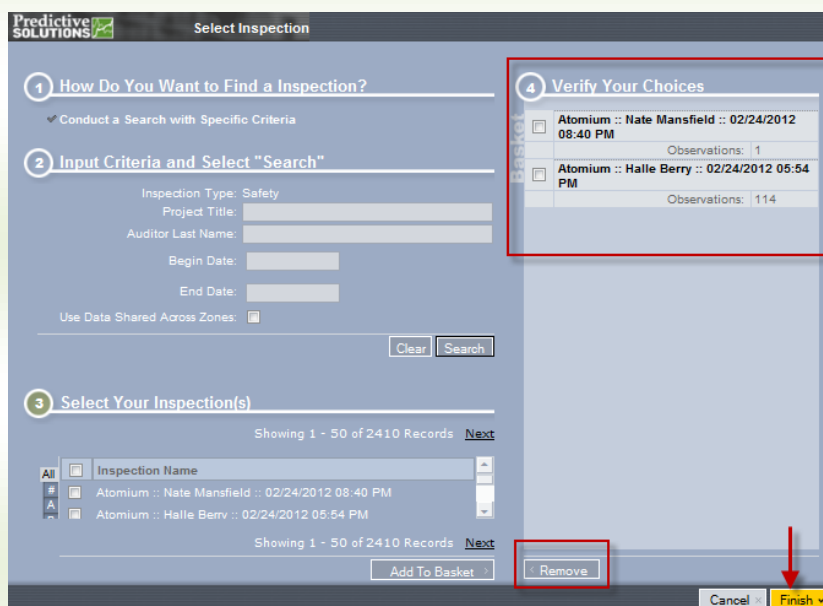 Predictive
SOLUTIONS
Select Inspection
1 How Do You Want to Find a Inspection?
Conduct a Search with Specific Criteria
2 Input Criteria and Select "Search"
Inspection Type: Safety
Project Title:
Auditor Last Name:
Begin Date:
End Date:
Use Data Shared Across Zones:
Clear Search
3 Select Your Inspection(s)
Showing 1 - 50 of 2410 Records Next
All Inspection Name
# Atomium :: Nate Mansfield :: 02/24/2012 08:40 PM
A Atomium :: Halle Berry :: 02/24/2012 05:54 PM
Showing 1 - 50 of 2410 Records Next
Add To Basket
4 Verify Your Choices
Basket
Atomium :: Nate Mansfield :: 02/24/2012
08:40 PM
Observations: 1
Atomium :: Halle Berry :: 02/24/2012 05:54
PM
Observations: 114
Remove
Cancel Finish